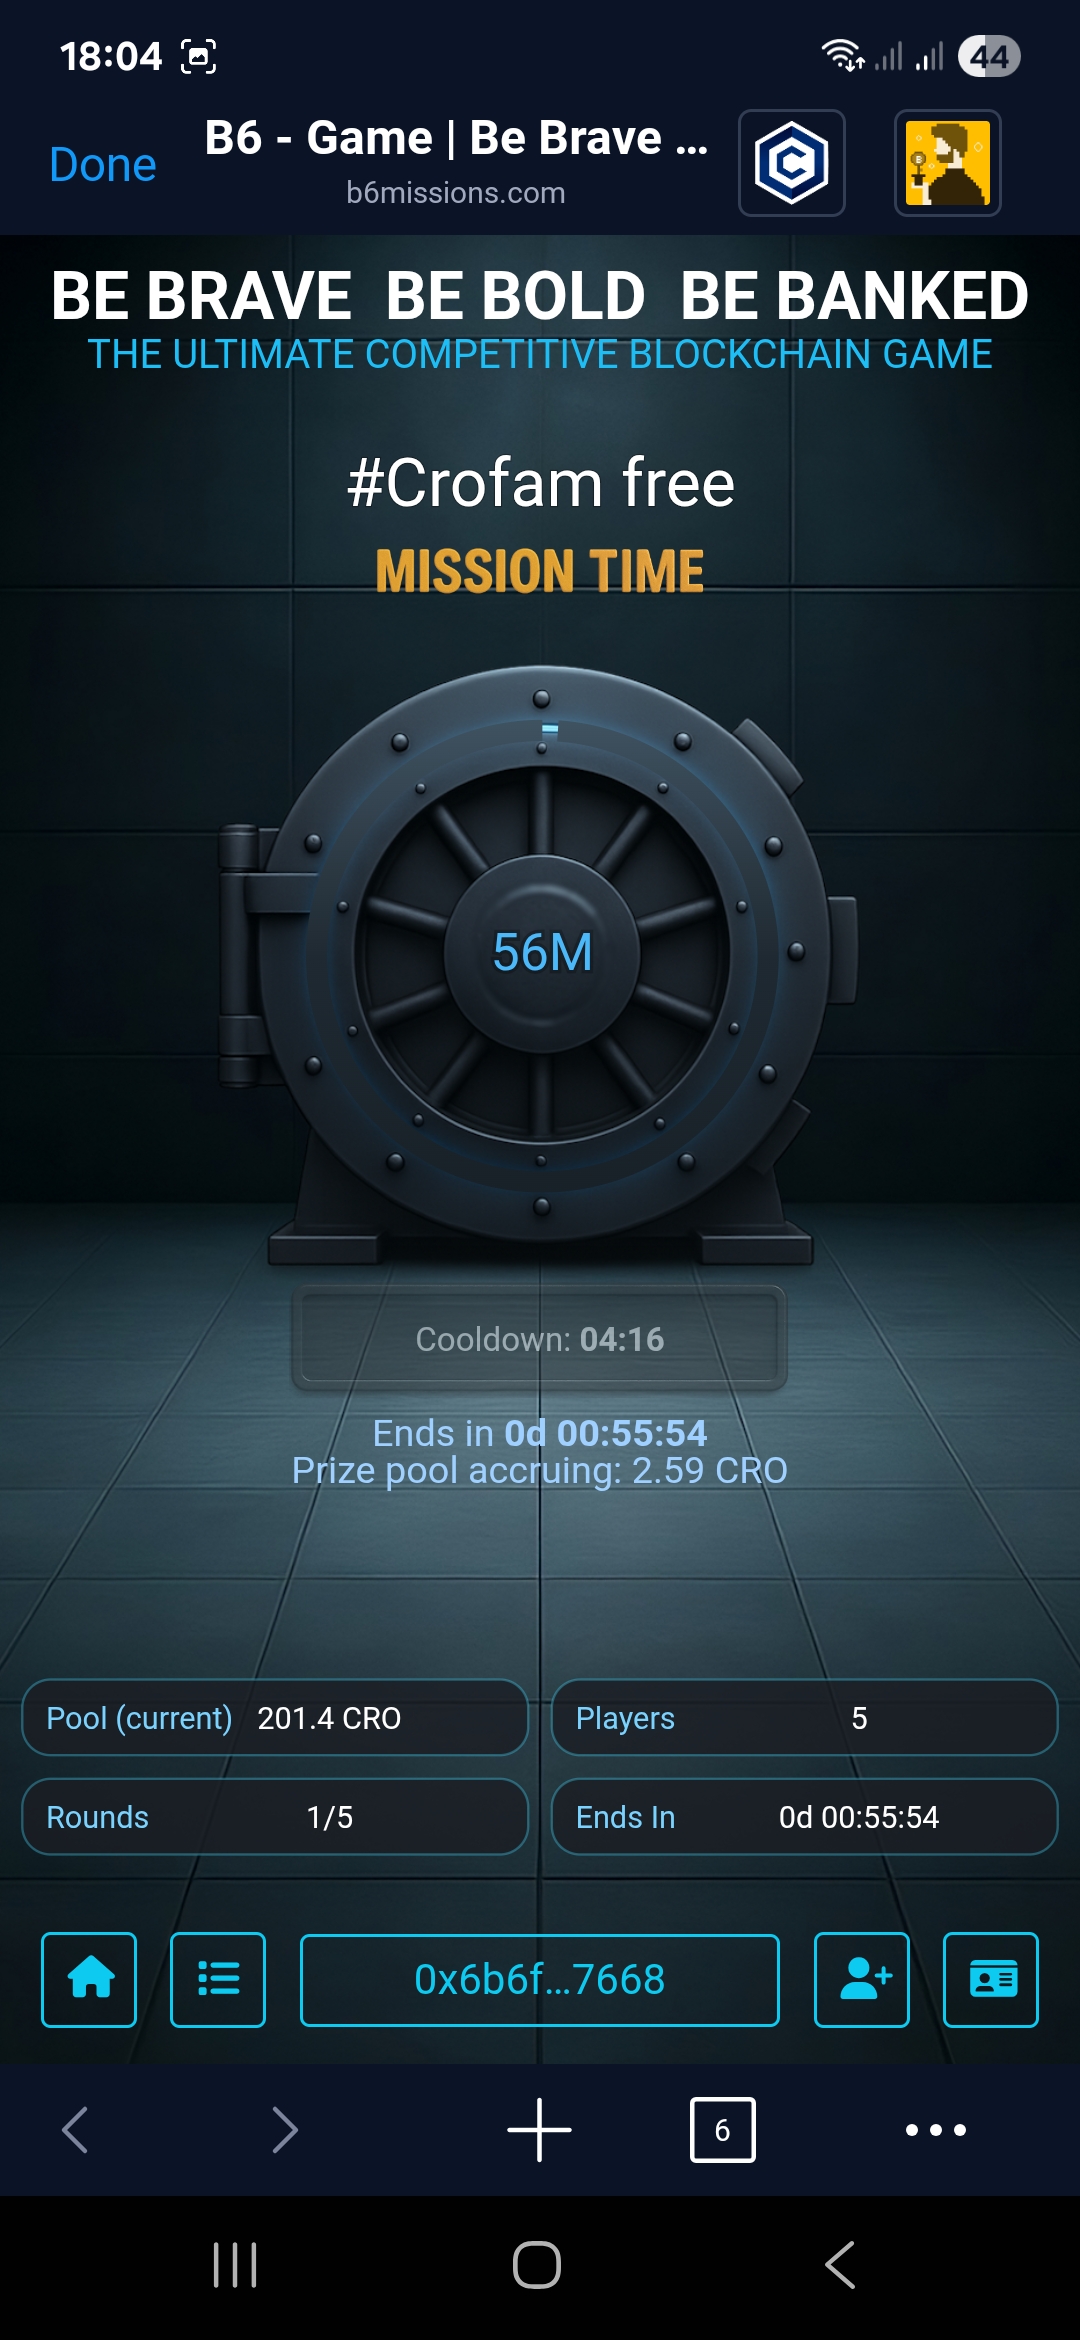 18:04
44
Done
B6 - Game | Be Brave ...
b6missions.com
BE BRAVE BE BOLD BE BANKED
THE ULTIMATE COMPETITIVE BLOCKCHAIN GAME
#Crofam free
MISSION TIME
56M
Cooldown: 04:16
Ends in 0d 00:55:54
Prize pool accruing: 2.59 CRO
Pool (current) 201.4 CRO
Players 5
Rounds 1/5
Ends In 0d 00:55:54
0x6b6f...7668
6